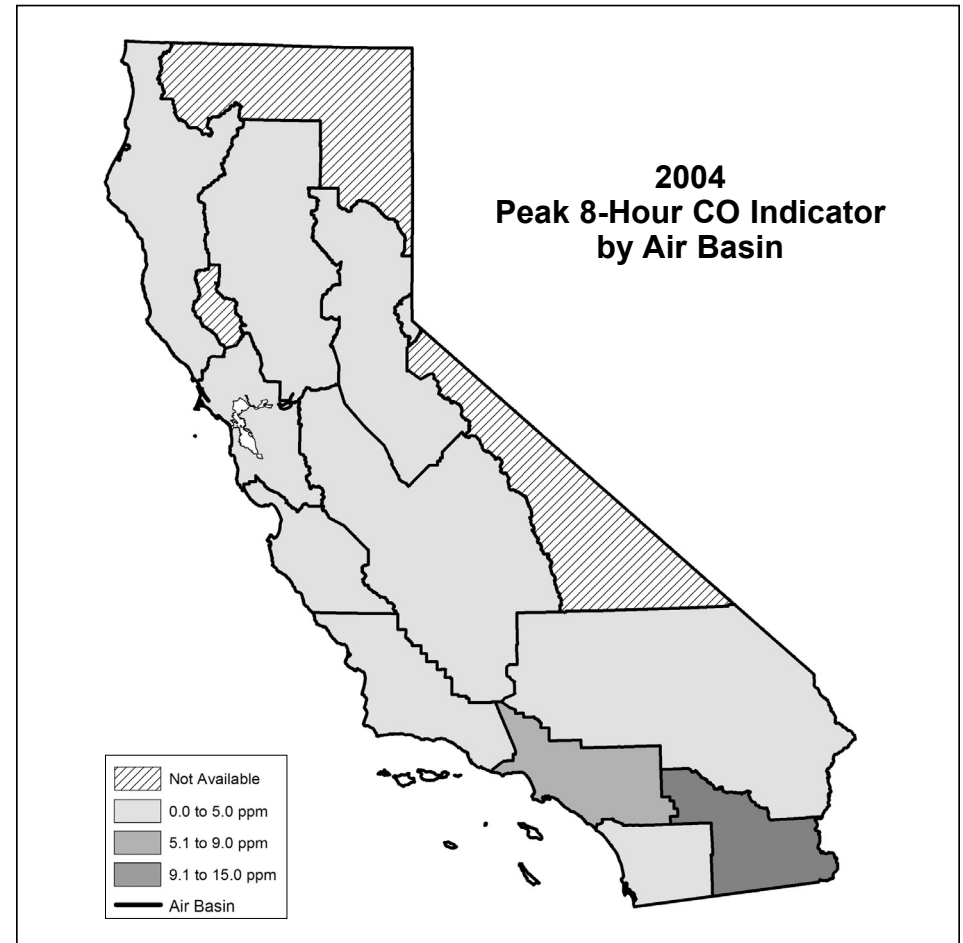 2004
Peak 8-Hour CO Indicator
by Air Basin
Not Available
0.0 to 5.0 ppm
5.1 to 9.0 ppm
9.1 to 15.0 ppm
Air Basin